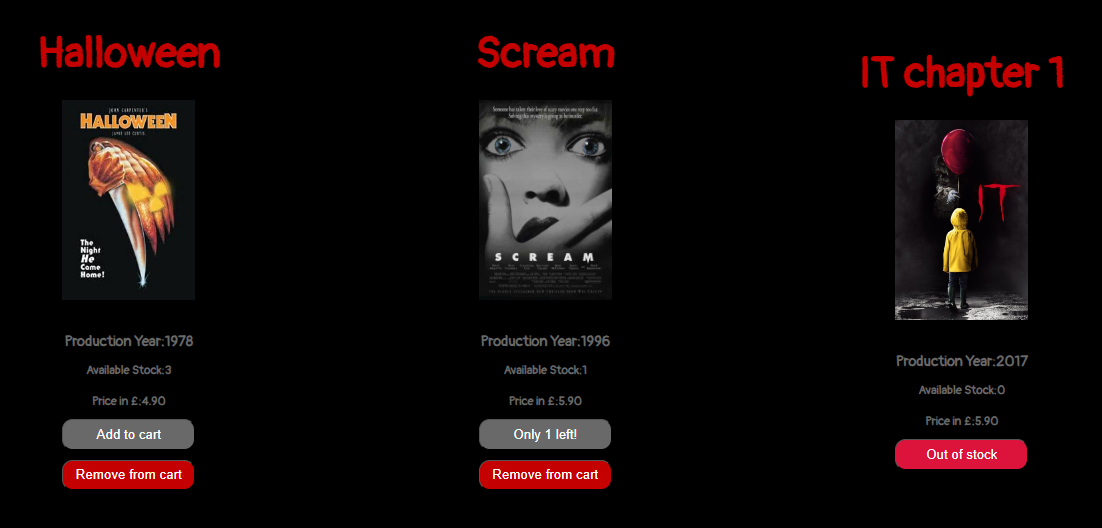 Halloween
JOHN CARPENTER'S
HALLOWEEN
JAMIE LEE CURTIS
The
Night
He
Came
Home!
Production Year:1978
Available Stock:3
Price in £:4.90
Add to cart
Remove from cart
Scream
Someone has taken their love of scary movies one step too far.
Solving this mystery is going to be murder.
SCREAM
Production Year:1996
Available Stock:1
Price in £:5.90
Only 1 left!
Remove from cart
IT chapter 1
IT
Production Year:2017
Available Stock:0
Price in £:5.90
Out of stock